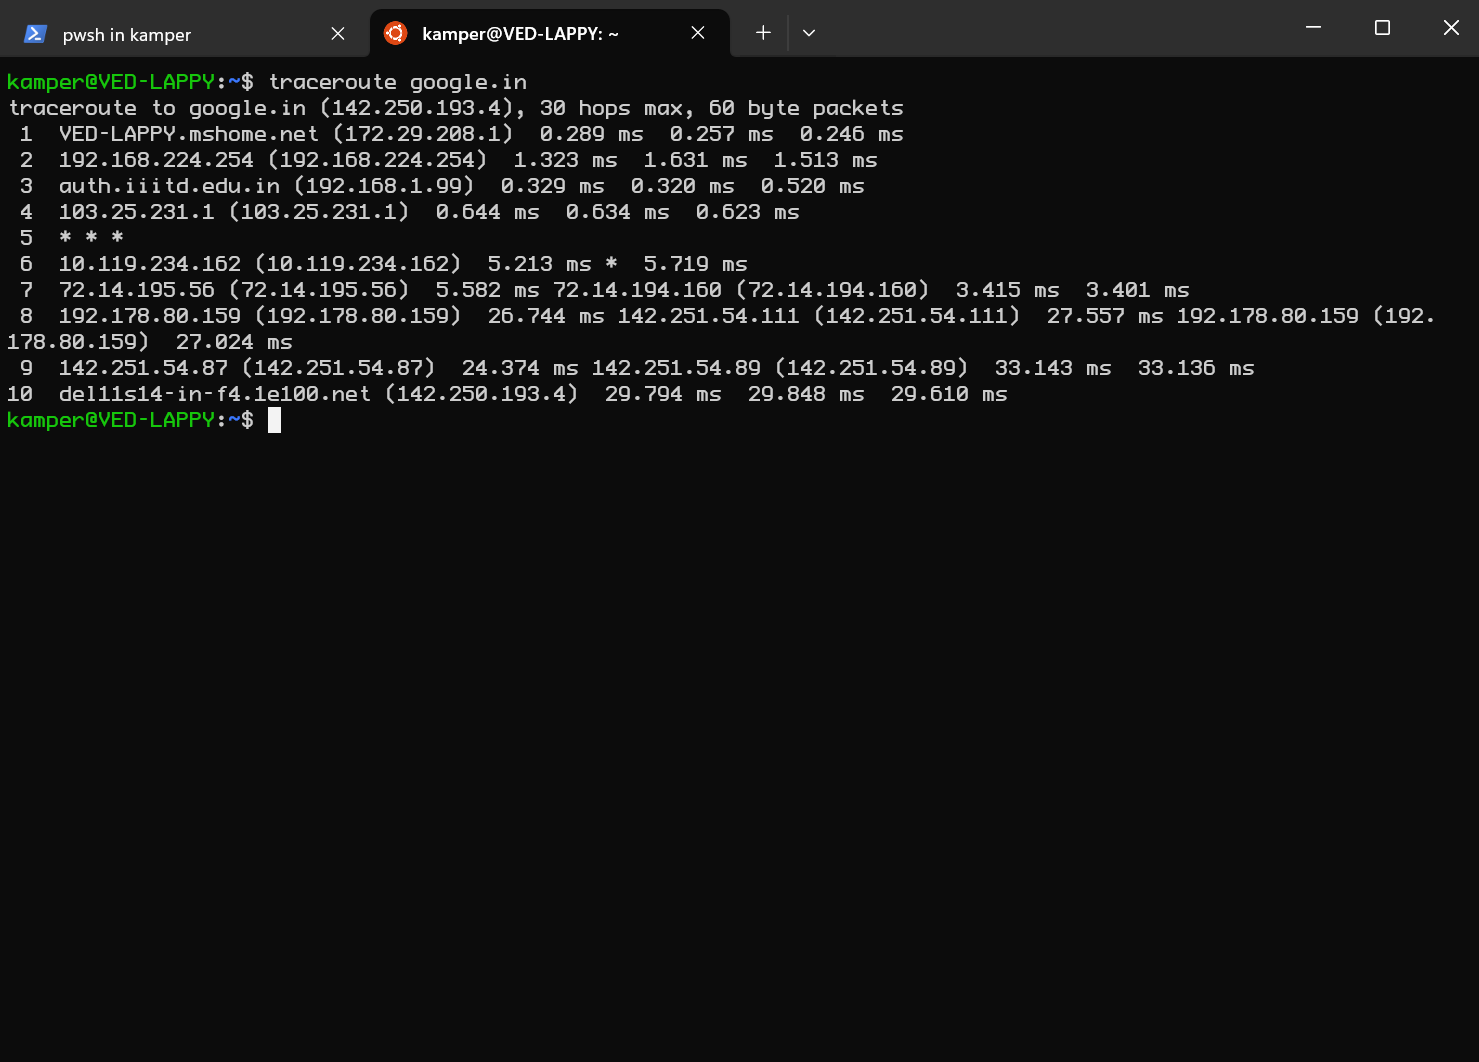 pwsh in kamper
kamper@VED-LAPPY: ~
kamper@VED-LAPPY:~$ traceroute google.in
traceroute to google.in (142.250.193.4), 30 hops max, 60 byte packets
 1  VED-LAPPY.mshome.net (172.29.208.1)  0.289 ms  0.257 ms  0.246 ms
 2  192.168.224.254 (192.168.224.254)  1.323 ms  1.631 ms  1.513 ms
 3  auth.iiitd.edu.in (192.168.1.99)  0.329 ms  0.320 ms  0.520 ms
 4  103.25.231.1 (103.25.231.1)  0.644 ms  0.634 ms  0.623 ms
 5  * * *
 6  10.119.234.162 (10.119.234.162)  5.213 ms *  5.719 ms
 7  72.14.195.56 (72.14.195.56)  5.582 ms 72.14.194.160 (72.14.194.160)  3.415 ms  3.401 ms
 8  192.178.80.159 (192.178.80.159)  26.744 ms 142.251.54.111 (142.251.54.111)  27.557 ms 192.178.80.159 (192.
178.80.159)  27.024 ms
 9  142.251.54.87 (142.251.54.87)  24.374 ms 142.251.54.89 (142.251.54.89)  33.143 ms  33.136 ms
10  del11s14-in-f4.1e100.net (142.250.193.4)  29.794 ms  29.848 ms  29.610 ms
kamper@VED-LAPPY:~$